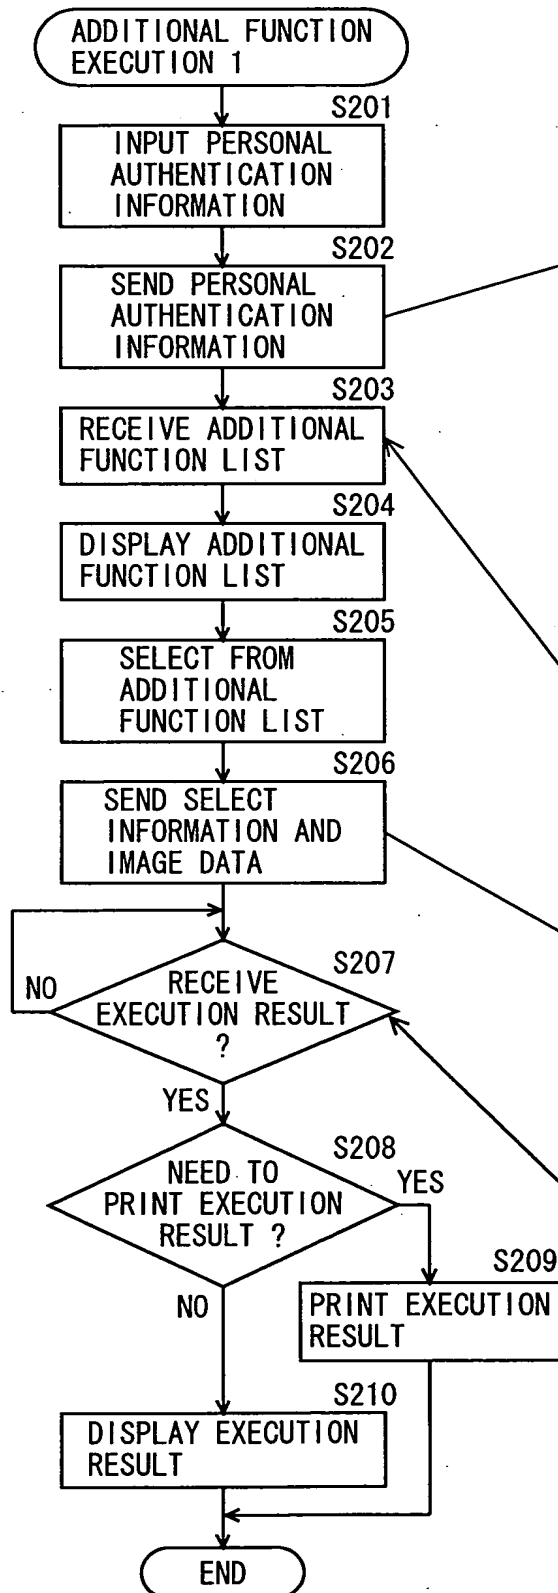 ADDITIONAL FUNCTION
EXECUTION 1
S201
INPUT PERSONAL
AUTHENTICATION
INFORMATION
S202
SEND PERSONAL
AUTHENTICATION
INFORMATION
S203
RECEIVE ADDITIONAL
FUNCTION LIST
S204
DISPLAY ADDITIONAL
FUNCTION LIST
S205
SELECT FROM
ADDITIONAL
FUNCTION LIST
S206
SEND SELECT
INFORMATION AND
IMAGE DATA
S207
NO
RECEIVE
EXECUTION RESULT
?
YES
S208
NEED TO
PRINT EXECUTION
RESULT ?
YES
S209
NO
PRINT EXECUTION
RESULT
S210
DISPLAY EXECUTION
RESULT
END